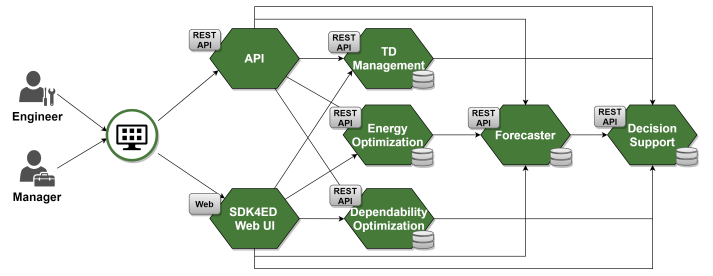 REST
API
API
REST
API
TD
Management
Engineer
REST
API
Energy
Optimization
REST
API
Forecaster
REST
API
Decision
Support
Manager
Web
SDK4ED
Web UI
REST
API
Dependability
Optimization